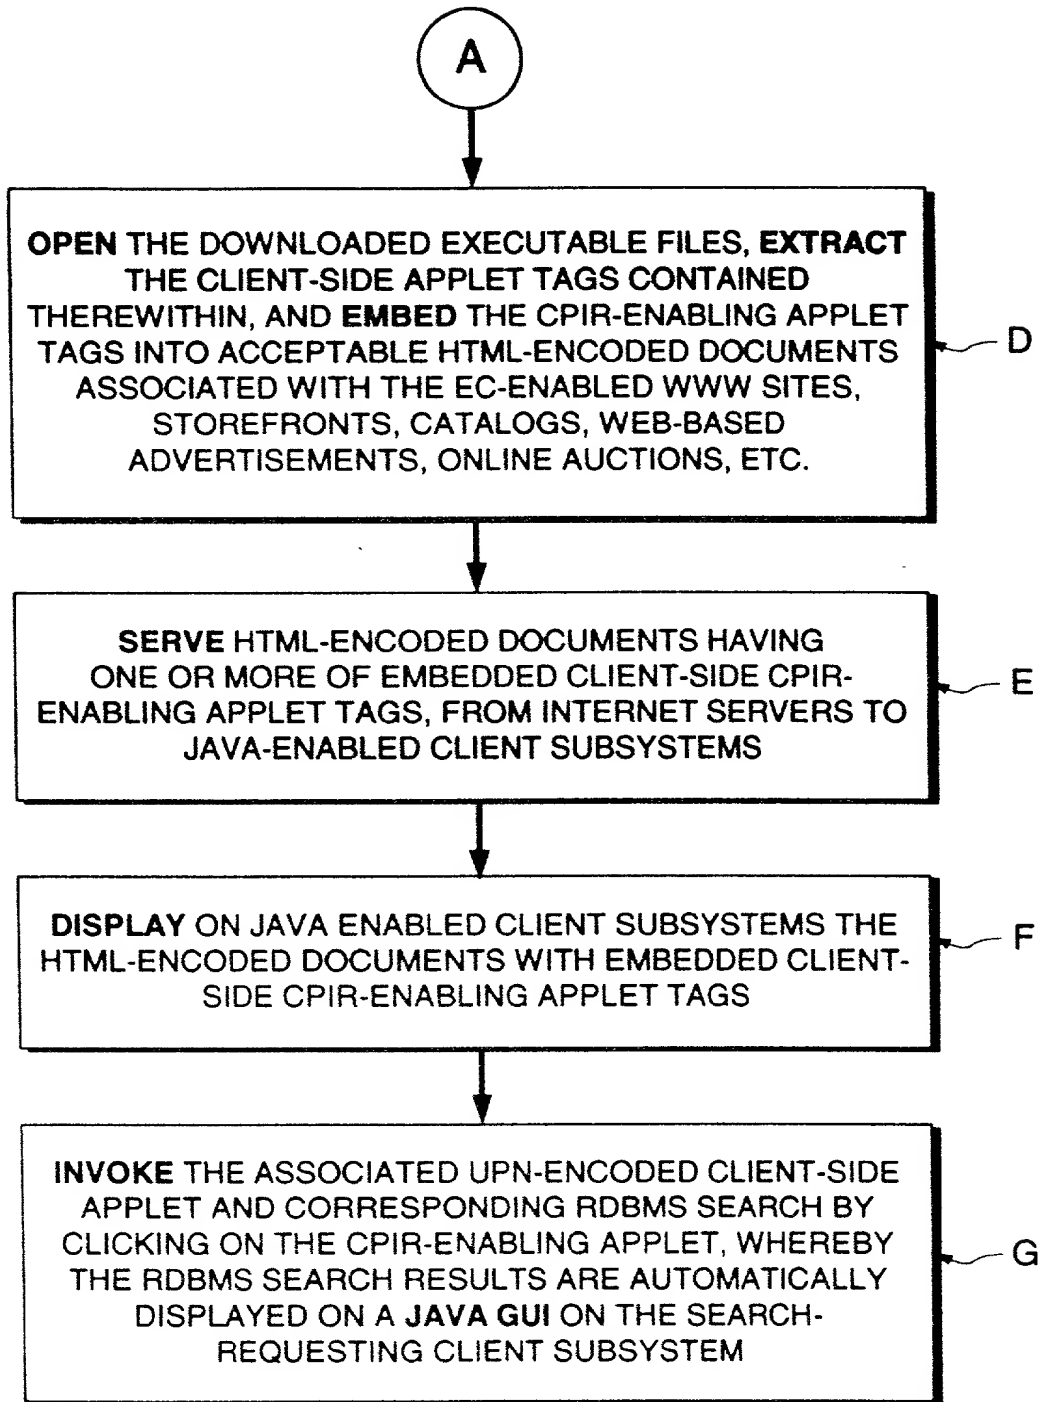 A
OPEN THE DOWNLOADED EXECUTABLE FILES, EXTRACT
THE CLIENT-SIDE APPLET TAGS CONTAINED
THEREWITHIN, AND EMBED THE CPIR-ENABLING APPLET
TAGS INTO ACCEPTABLE HTML-ENCODED DOCUMENTS
ASSOCIATED WITH THE EC-ENABLED WWW SITES,
STOREFRONTS, CATALOGS, WEB-BASED
ADVERTISEMENTS, ONLINE AUCTIONS, ETC.
D
SERVE HTML-ENCODED DOCUMENTS HAVING
ONE OR MORE OF EMBEDDED CLIENT-SIDE CPIR-
ENABLING APPLET TAGS, FROM INTERNET SERVERS TO
JAVA-ENABLED CLIENT SUBSYSTEMS
E
DISPLAY ON JAVA ENABLED CLIENT SUBSYSTEMS THE
HTML-ENCODED DOCUMENTS WITH EMBEDDED CLIENT-
SIDE CPIR-ENABLING APPLET TAGS
F
INVOKE THE ASSOCIATED UPN-ENCODED CLIENT-SIDE
APPLET AND CORRESPONDING RDBMS SEARCH BY
CLICKING ON THE CPIR-ENABLING APPLET, WHEREBY
THE RDBMS SEARCH RESULTS ARE AUTOMATICALLY
DISPLAYED ON A JAVA GUI ON THE SEARCH-
REQUESTING CLIENT SUBSYSTEM
G